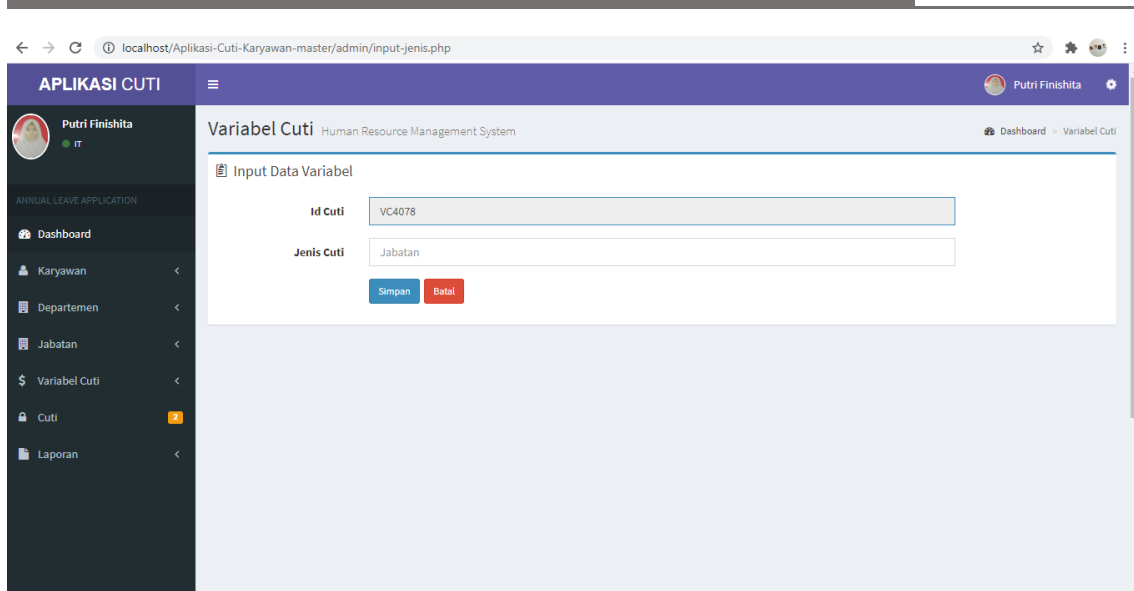 localhost/Aplikasi-Cuti-Karyawan-master/admin/input-jenis.php
APLIKASI CUTI
Putri Finishita
Putri Finishita
IT
Variabel Cuti Human Resource Management System
Dashboard > Variabel Cuti
Input Data Variabel
ANNUAL LEAVE APPLICATION
Id Cuti VC4078
Dashboard
Jenis Cuti Jabatan
Karyawan
Simpan Batal
Departemen
Jabatan
Variabel Cuti
Cuti 2
Laporan